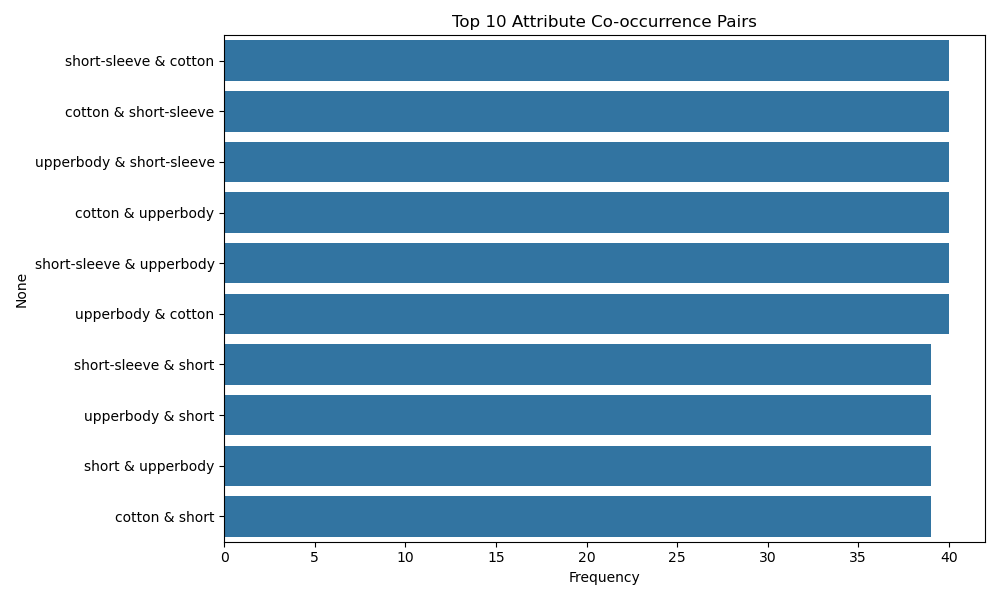 Top 10 Attribute Co-occurrence Pairs
short-sleeve & cotton
cotton & short-sleeve
upperbody & short-sleeve
cotton & upperbody
short-sleeve & upperbody
upperbody & cotton
short-sleeve & short
upperbody & short
short & upperbody
cotton & short
None
0 5 10 15 20 25 30 35 40
Frequency